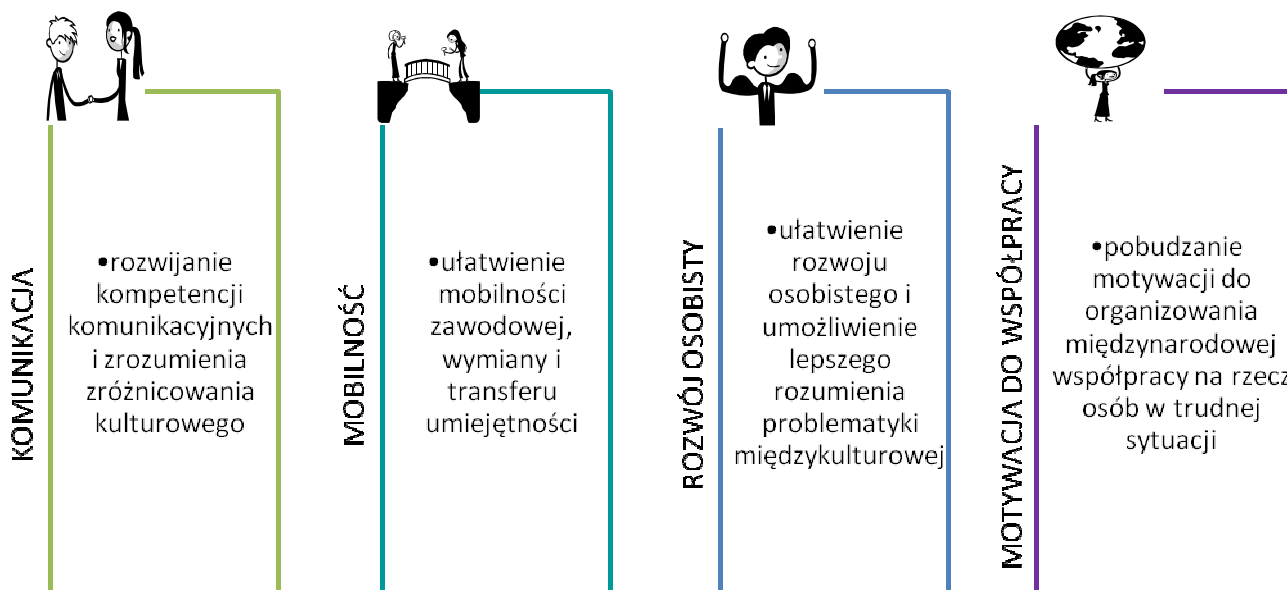 KOMUNIKACJA
•rozwijanie
kompetencji
komunikacyjnych
i zrozumienia
zróżnicowania
kulturowego
MOBILNOŚĆ
•ułatwienie
mobilności
zawodowej,
wymiany i
transferu
umiejętności
ROZWÓJ OSOBISTY
•ułatwienie
rozwoju
osobistego i
umożliwienie
lepszego
rozumienia
problematyki
międzykulturowej
MOTYWACJA DO WSPÓŁPRACY
•pobudzanie
motywacji do
organizowania
międzynarodowej
współpracy na rzecz
osób w trudnej
sytuacji